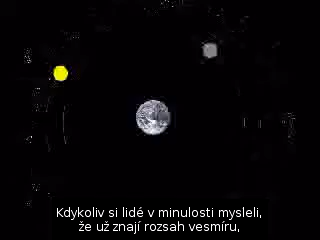 Kdykoliv si lidé v minulosti mysleli,
že už znají rozsah vesmíru,